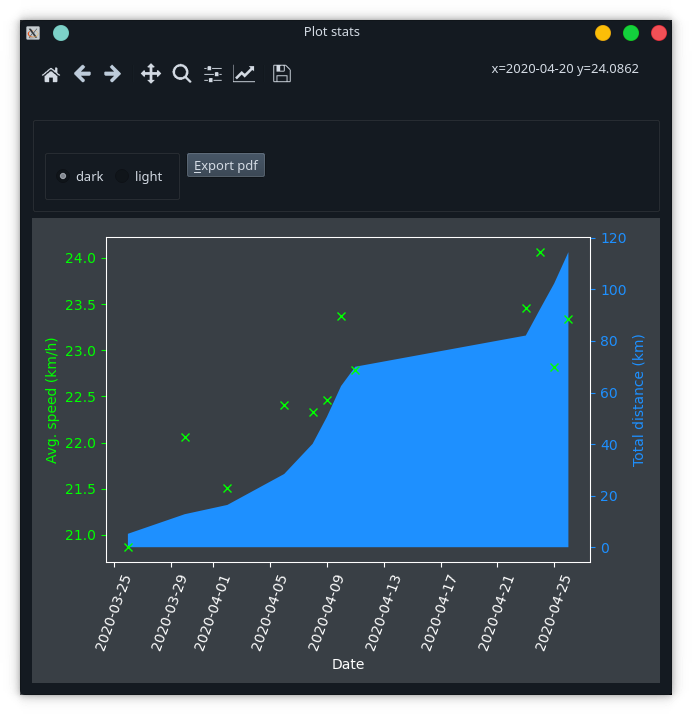 Plot stats
x=2020-04-20 y=24.0862
dark
light
Export pdf
24.0
23.5
23.0
22.5
22.0
21.5
21.0
Avg. speed (km/h)
120
100
80
60
40
20
0
Total distance (km)
2020-03-25
2020-03-29
2020-04-01
2020-04-05
2020-04-09
2020-04-13
2020-04-17
2020-04-21
2020-04-25
Date